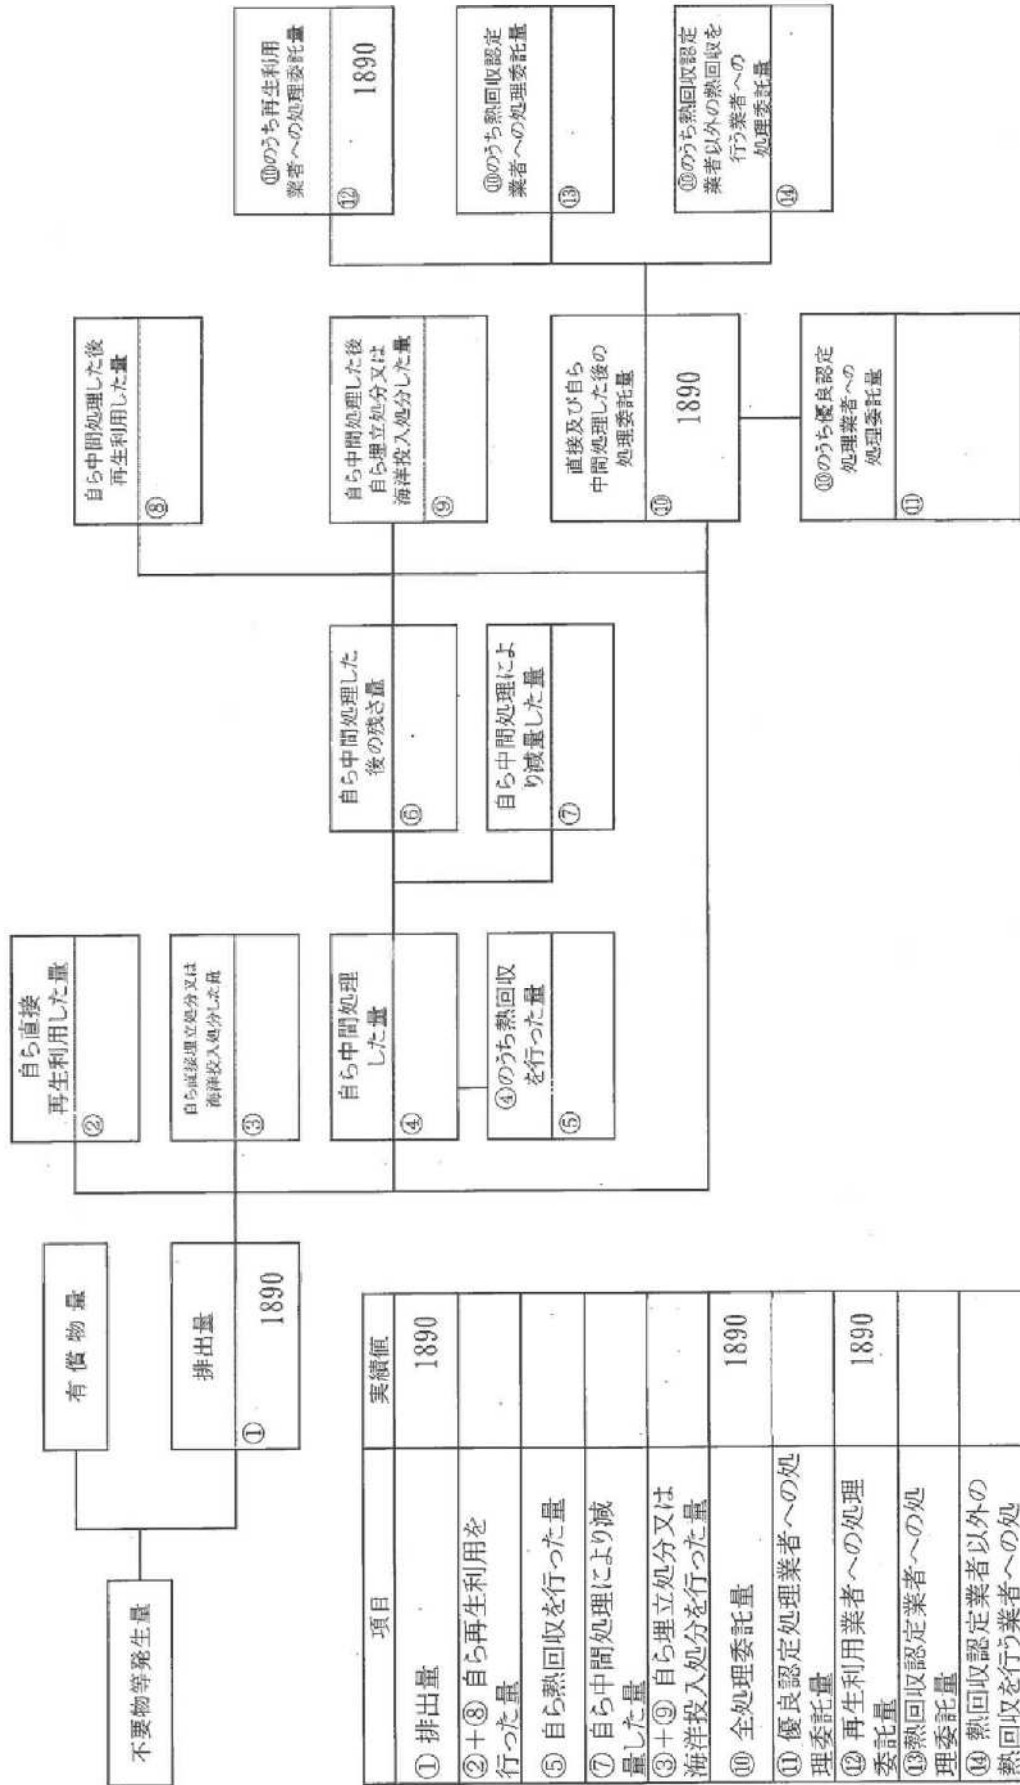 不要物等発生量
有償物量
排出量
①
1890
自ら直接
再生利用した量
②
自ら直接埋立処分又は
海洋投入処分した量
③
自ら中間処理
した量
④
④のうち熱回収
を行った量
⑤
自ら中間処理した
後の残さ量
⑥
自ら中間処理によ
り減量した量
⑦
自ら中間処理した後
再生利用した量
⑧
自ら中間処理した後
自ら埋立処分又は
海洋投入処分した量
⑨
直接及び自ら
中間処理した後の
処理委託量
⑩
1890
⑩のうち優良認定
処理業者への
処理委託量
⑪
⑩のうち再生利用
業者への処理委託量
⑫
1890
⑩のうち熱回収認定
業者への処理委託量
⑬
⑩のうち熱回収認定
業者以外の熱回収を
行う業者への
処理委託量
⑭
項目 実績値
① 排出量 1890
②+⑧ 自ら再生利用を
行った量
⑤ 自ら熱回収を行った量
⑦ 自ら中間処理により減
量した量
③+⑨ 自ら埋立処分又は
海洋投入処分を行った量
⑩ 全処理委託量 1890
⑪ 優良認定処理業者への処
理委託量
⑫ 再生利用業者への処理
委託量 1890
⑬熱回収認定業者への処
理委託量
⑭ 熱回収認定業者以外の
熱回収を行う業者への処